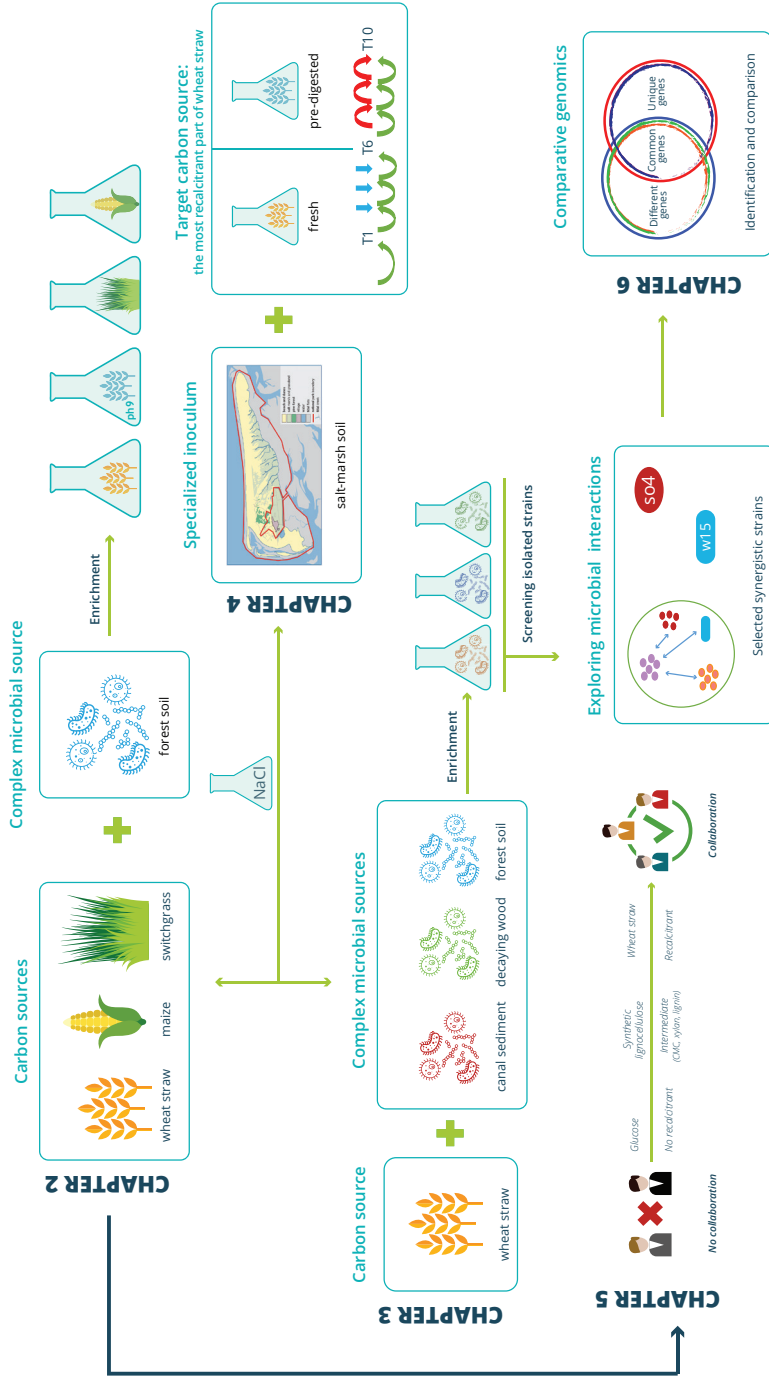 CHAPTER 2
Carbon sources
wheat straw
maize
switchgrass
Complex microbial source
forest soil
Enrichment
ph9
NaCl
CHAPTER 3
Carbon source
wheat straw
Complex microbial sources
canal sediment
decaying wood
forest soil
Enrichment
Screening isolated strains
CHAPTER 4
Specialized inoculum
salt-marsh soil
Target carbon source:
the most recalcitrant part of wheat straw
fresh
pre-digested
T1
T6
T10
CHAPTER 5
No collaboration
Glucose
No recalcitrant
Synthetic
lignocellulose
Intermediate
(CMC, xylan, lignin)
Wheat straw
Recalcitrant
Collaboration
Exploring microbial interactions
so4
w15
Selected synergistic strains
CHAPTER 6
Comparative genomics
Different
genes
Common
genes
Unique
genes
Identification and comparison